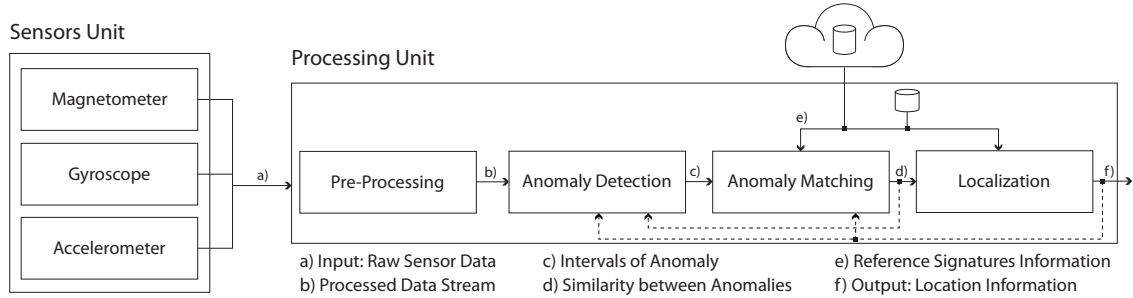 Sensors Unit
Magnetometer
Gyroscope
Accelerometer
a)
Processing Unit
Pre-Processing
b)
Anomaly Detection
c)
Anomaly Matching
d)
e)
Localization
f)
a) Input: Raw Sensor Data
b) Processed Data Stream
c) Intervals of Anomaly
d) Similarity between Anomalies
e) Reference Signatures Information
f) Output: Location Information